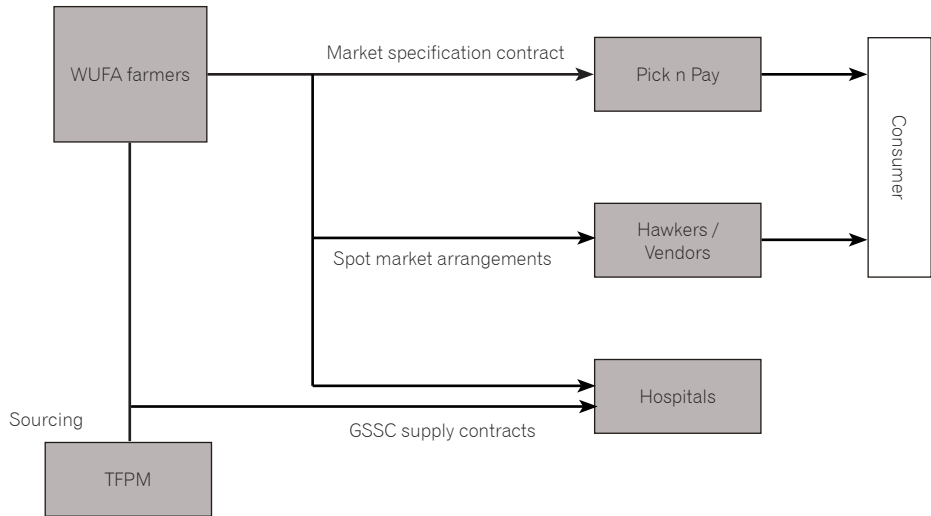 WUFA farmers
Market specification contract
Pick n Pay
Consumer
Spot market arrangements
Hawkers /
Vendors
Hospitals
Sourcing
GSSC supply contracts
TFPM